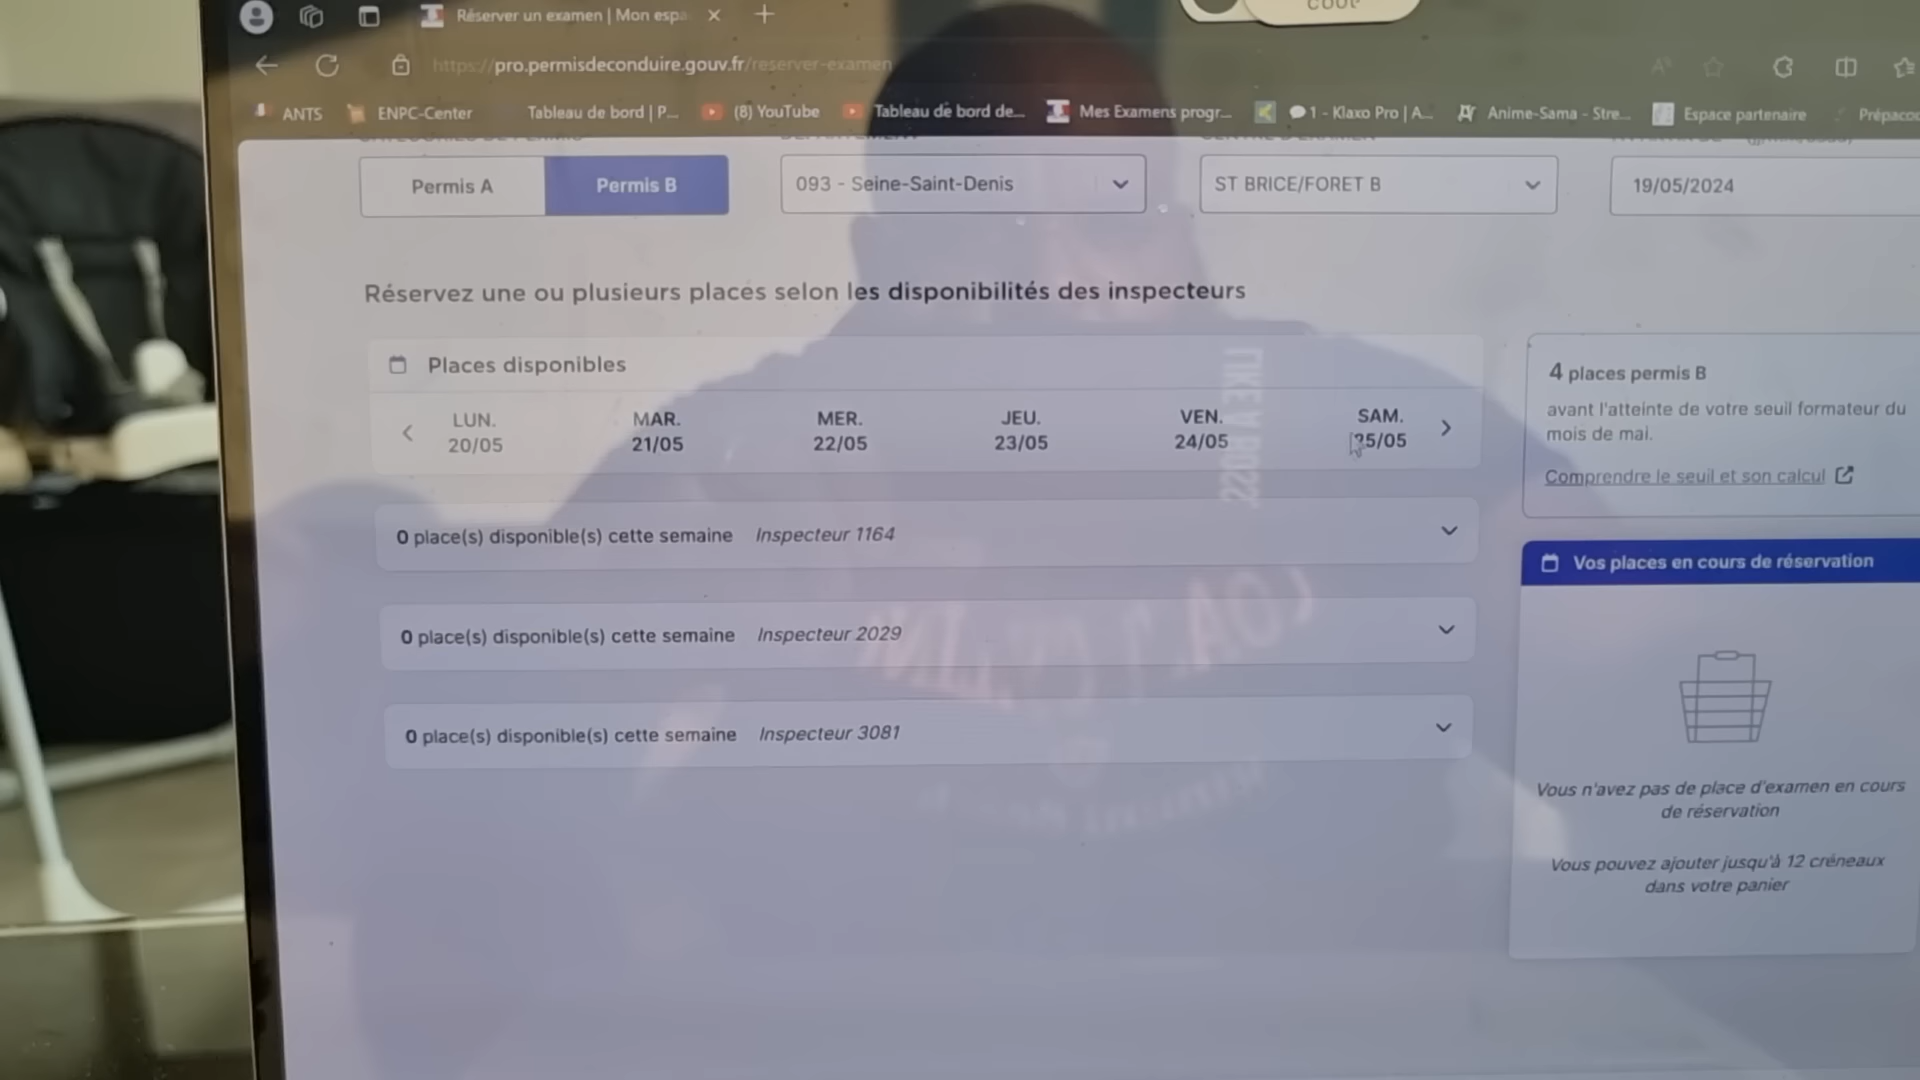 Réserver un examen | Mon espa
https://pro.permisdeconduire.gouv.fr/reserver-examen
ANTS ENPC-Center Tableau de bord | P... (8) YouTube Tableau de bord de... Mes Examens progr... 1 - Klaxo Pro | A... Anime-Sama - Stre... Espace partenaire Prépacod
Permis A Permis B 093 - Seine-Saint-Denis ST BRICE/FORET B 19/05/2024
Réservez une ou plusieurs places selon les disponibilités des inspecteurs
Places disponibles
LUN. MAR. MER. JEU. VEN. SAM.
20/05 21/05 22/05 23/05 24/05 25/05
0 place(s) disponible(s) cette semaine Inspecteur 1164
0 place(s) disponible(s) cette semaine Inspecteur 2029
0 place(s) disponible(s) cette semaine Inspecteur 3081
4 places permis B
avant l'atteinte de votre seuil formateur du
mois de mai.
Comprendre le seuil et son calcul
Vos places en cours de réservation
Vous n'avez pas de place d'examen en cours
de réservation
Vous pouvez ajouter jusqu'à 12 créneaux
dans votre panier